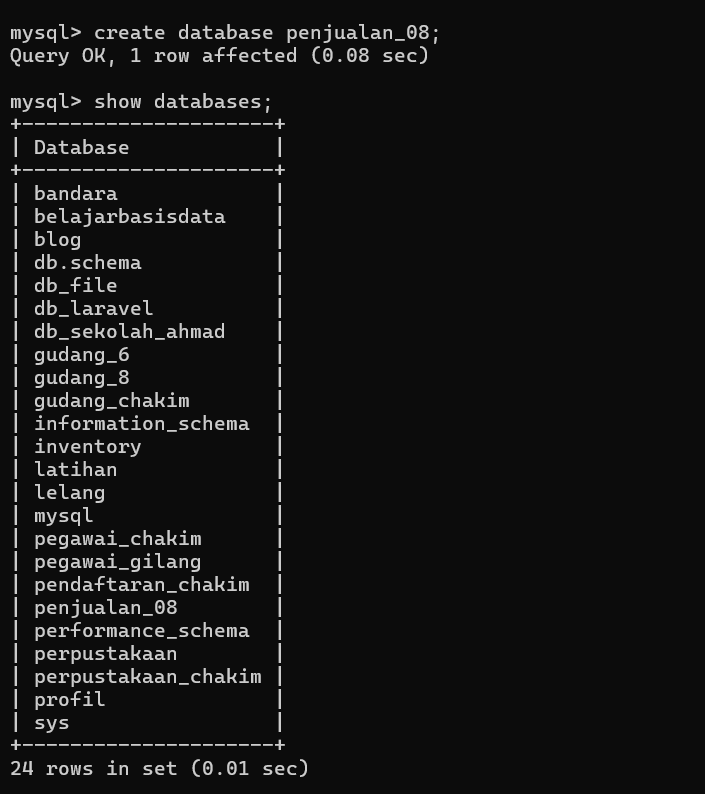 mysql> create database penjualan_08;
Query OK, 1 row affected (0.08 sec)

mysql> show databases;
+---------------------+
| Database            |
+---------------------+
| bandara             |
| belajarbasisdata    |
| blog                |
| db.schema           |
| db_file             |
| db_laravel          |
| db_sekolah_ahmad    |
| gudang_6            |
| gudang_8            |
| gudang_chakim       |
| information_schema  |
| inventory           |
| latihan             |
| lelang              |
| mysql               |
| pegawai_chakim      |
| pegawai_gilang      |
| pendaftaran_chakim  |
| penjualan_08        |
| performance_schema  |
| perpustakaan        |
| perpustakaan_chakim |
| profil              |
| sys                 |
+---------------------+
24 rows in set (0.01 sec)